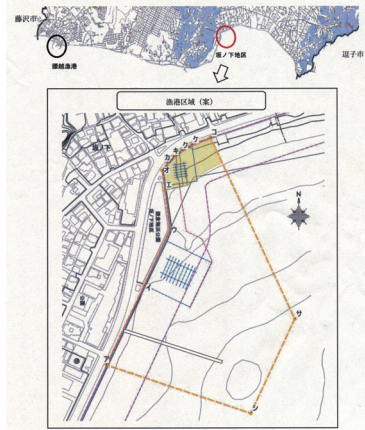 藤沢市
腰越漁港
坂ノ下地区
逗子市
漁港区域（案）
坂ノ下
コ
ケ
ク
キ
カ
オ
エ
N
ウ
イ
サ
ア
シ